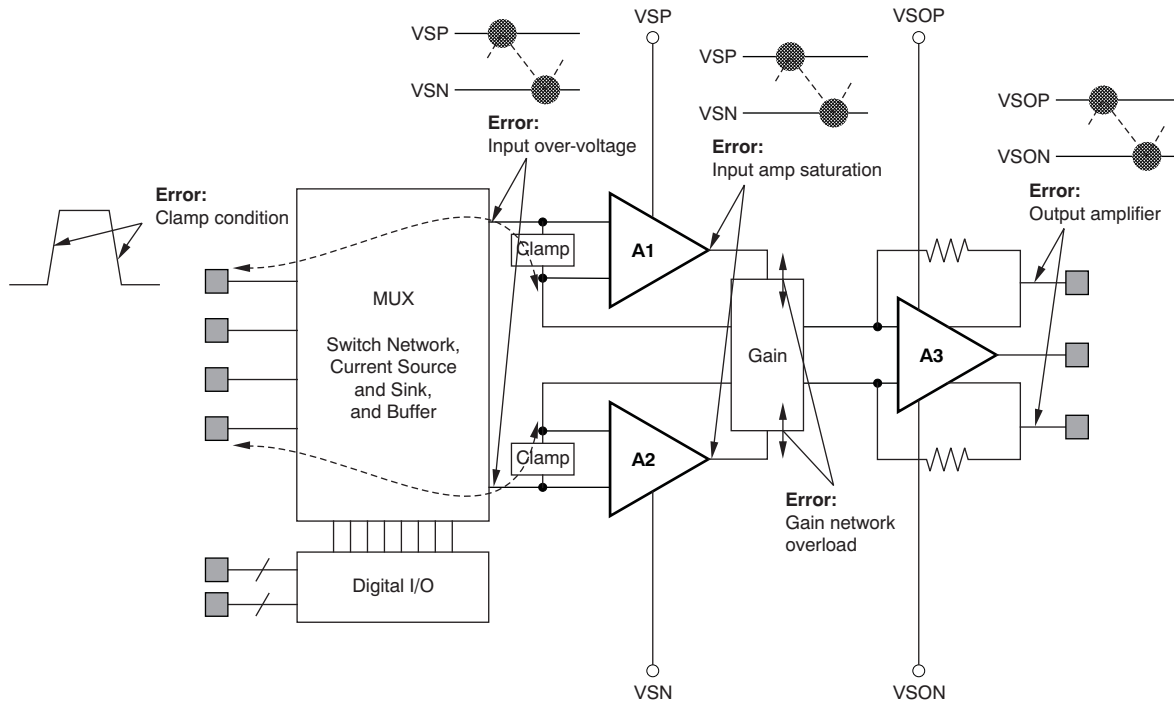 VSP
VSOP
VSP
VSN
VSP
VSN
VSOP
VSON
Error:
Input over-voltage
Error:
Input amp saturation
Error:
Output amplifier
Error:
Clamp condition
MUX
Switch Network,
Current Source
and Sink,
and Buffer
Clamp
A1
Gain
A3
Clamp
A2
Error:
Gain network
overload
Digital I/O
VSN
VSON